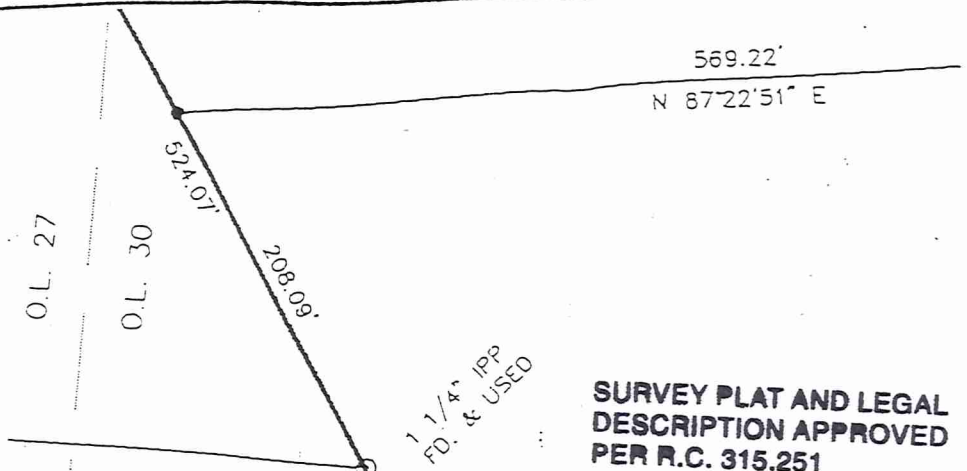 569.22'
N 87°22'51" E
524.07'
208.09'
O.L. 27
O.L. 30
1 1/4" IPP
FD. & USED
SURVEY PLAT AND LEGAL
DESCRIPTION APPROVED
PER R.C. 315.251